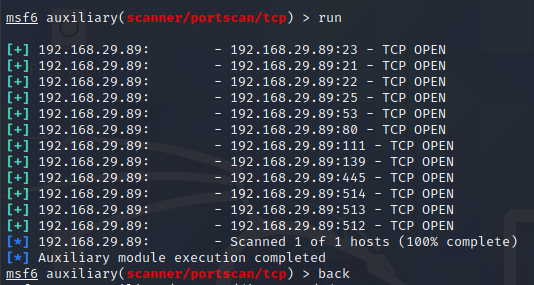 msf6 auxiliary(scanner/portscan/tcp) > run
[+] 192.168.29.89: - 192.168.29.89:23 - TCP OPEN
[+] 192.168.29.89: - 192.168.29.89:21 - TCP OPEN
[+] 192.168.29.89: - 192.168.29.89:22 - TCP OPEN
[+] 192.168.29.89: - 192.168.29.89:25 - TCP OPEN
[+] 192.168.29.89: - 192.168.29.89:53 - TCP OPEN
[+] 192.168.29.89: - 192.168.29.89:80 - TCP OPEN
[+] 192.168.29.89: - 192.168.29.89:111 - TCP OPEN
[+] 192.168.29.89: - 192.168.29.89:139 - TCP OPEN
[+] 192.168.29.89: - 192.168.29.89:445 - TCP OPEN
[+] 192.168.29.89: - 192.168.29.89:514 - TCP OPEN
[+] 192.168.29.89: - 192.168.29.89:513 - TCP OPEN
[+] 192.168.29.89: - 192.168.29.89:512 - TCP OPEN
[*] 192.168.29.89: - Scanned 1 of 1 hosts (100% complete)
[*] Auxiliary module execution completed
msf6 auxiliary(scanner/portscan/tcp) > back